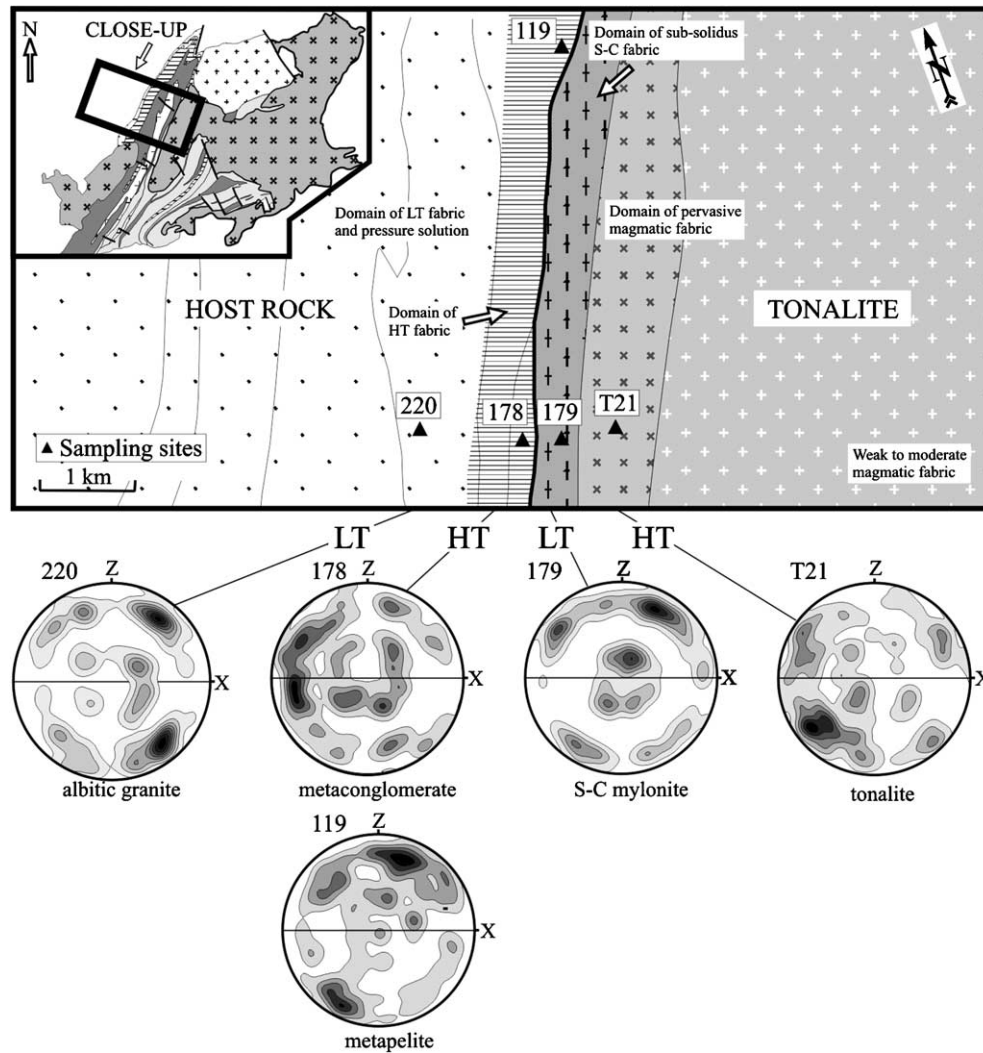 N
CLOSE-UP
119
Domain of sub-solidus
S-C fabric
N
Domain of LT fabric
and pressure solution
Domain of pervasive
magmatic fabric
HOST ROCK
Domain of
HT fabric
TONALITE
220
178
179
T21
▲ Sampling sites
1 km
Weak to moderate
magmatic fabric
LT
HT
LT
HT
220
Z
X
albitic granite
178
Z
X
metaconglomerate
179
Z
X
S-C mylonite
T21
Z
X
tonalite
119
Z
X
metapelite